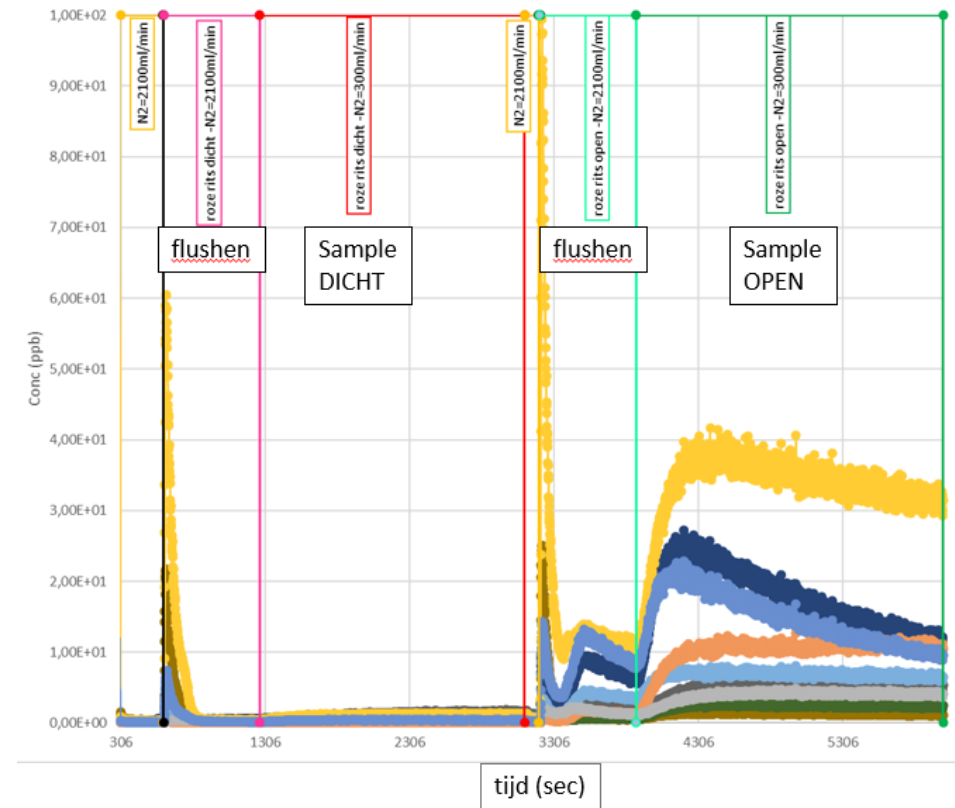 1,00E+02
9,00E+01
8,00E+01
7,00E+01
6,00E+01
5,00E+01
4,00E+01
3,00E+01
2,00E+01
1,00E+01
0,00E+00
Conc (ppb)
N2=2100ml/min
roze rits dicht -N2=2100ml/min
roze rits dicht -N2=300ml/min
N2=2100ml/min
roze rits open -N2=2100ml/min
roze rits open -N2=300ml/min
flushen
Sample
DICHT
flushen
Sample
OPEN
306
1306
2306
3306
4306
5306
tijd (sec)